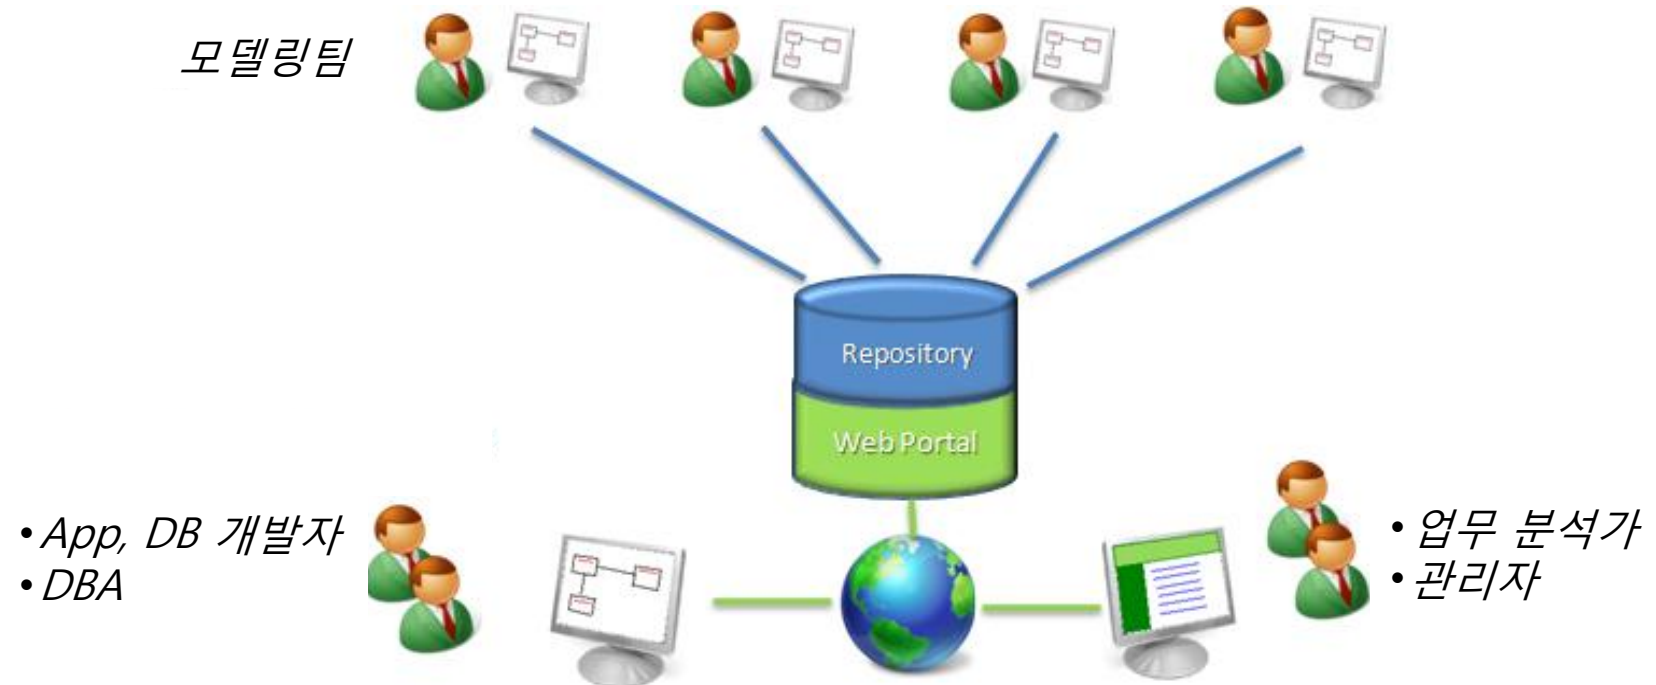 모델링팀
Repository
Web Portal
• App, DB 개발자
• DBA
• 업무 분석가
• 관리자